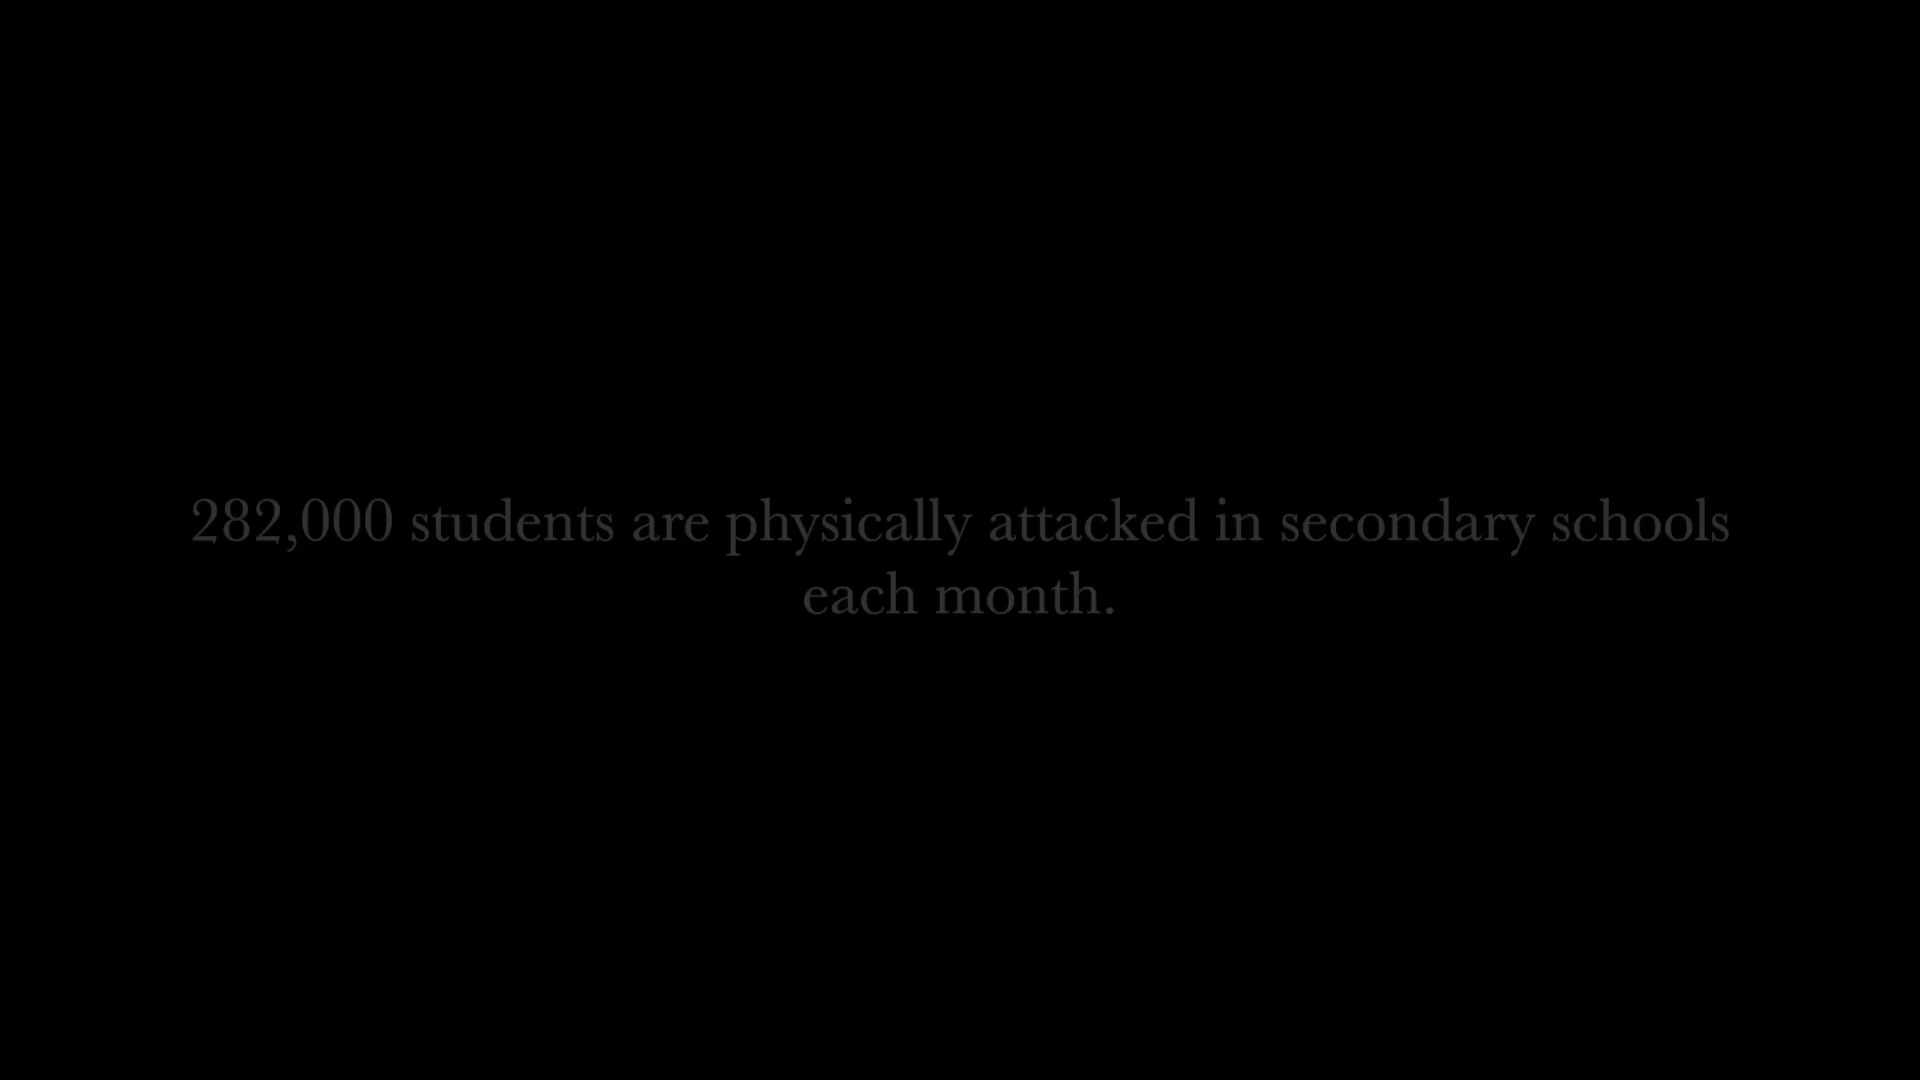 282,000 students are physically attacked in secondary schools
each month.